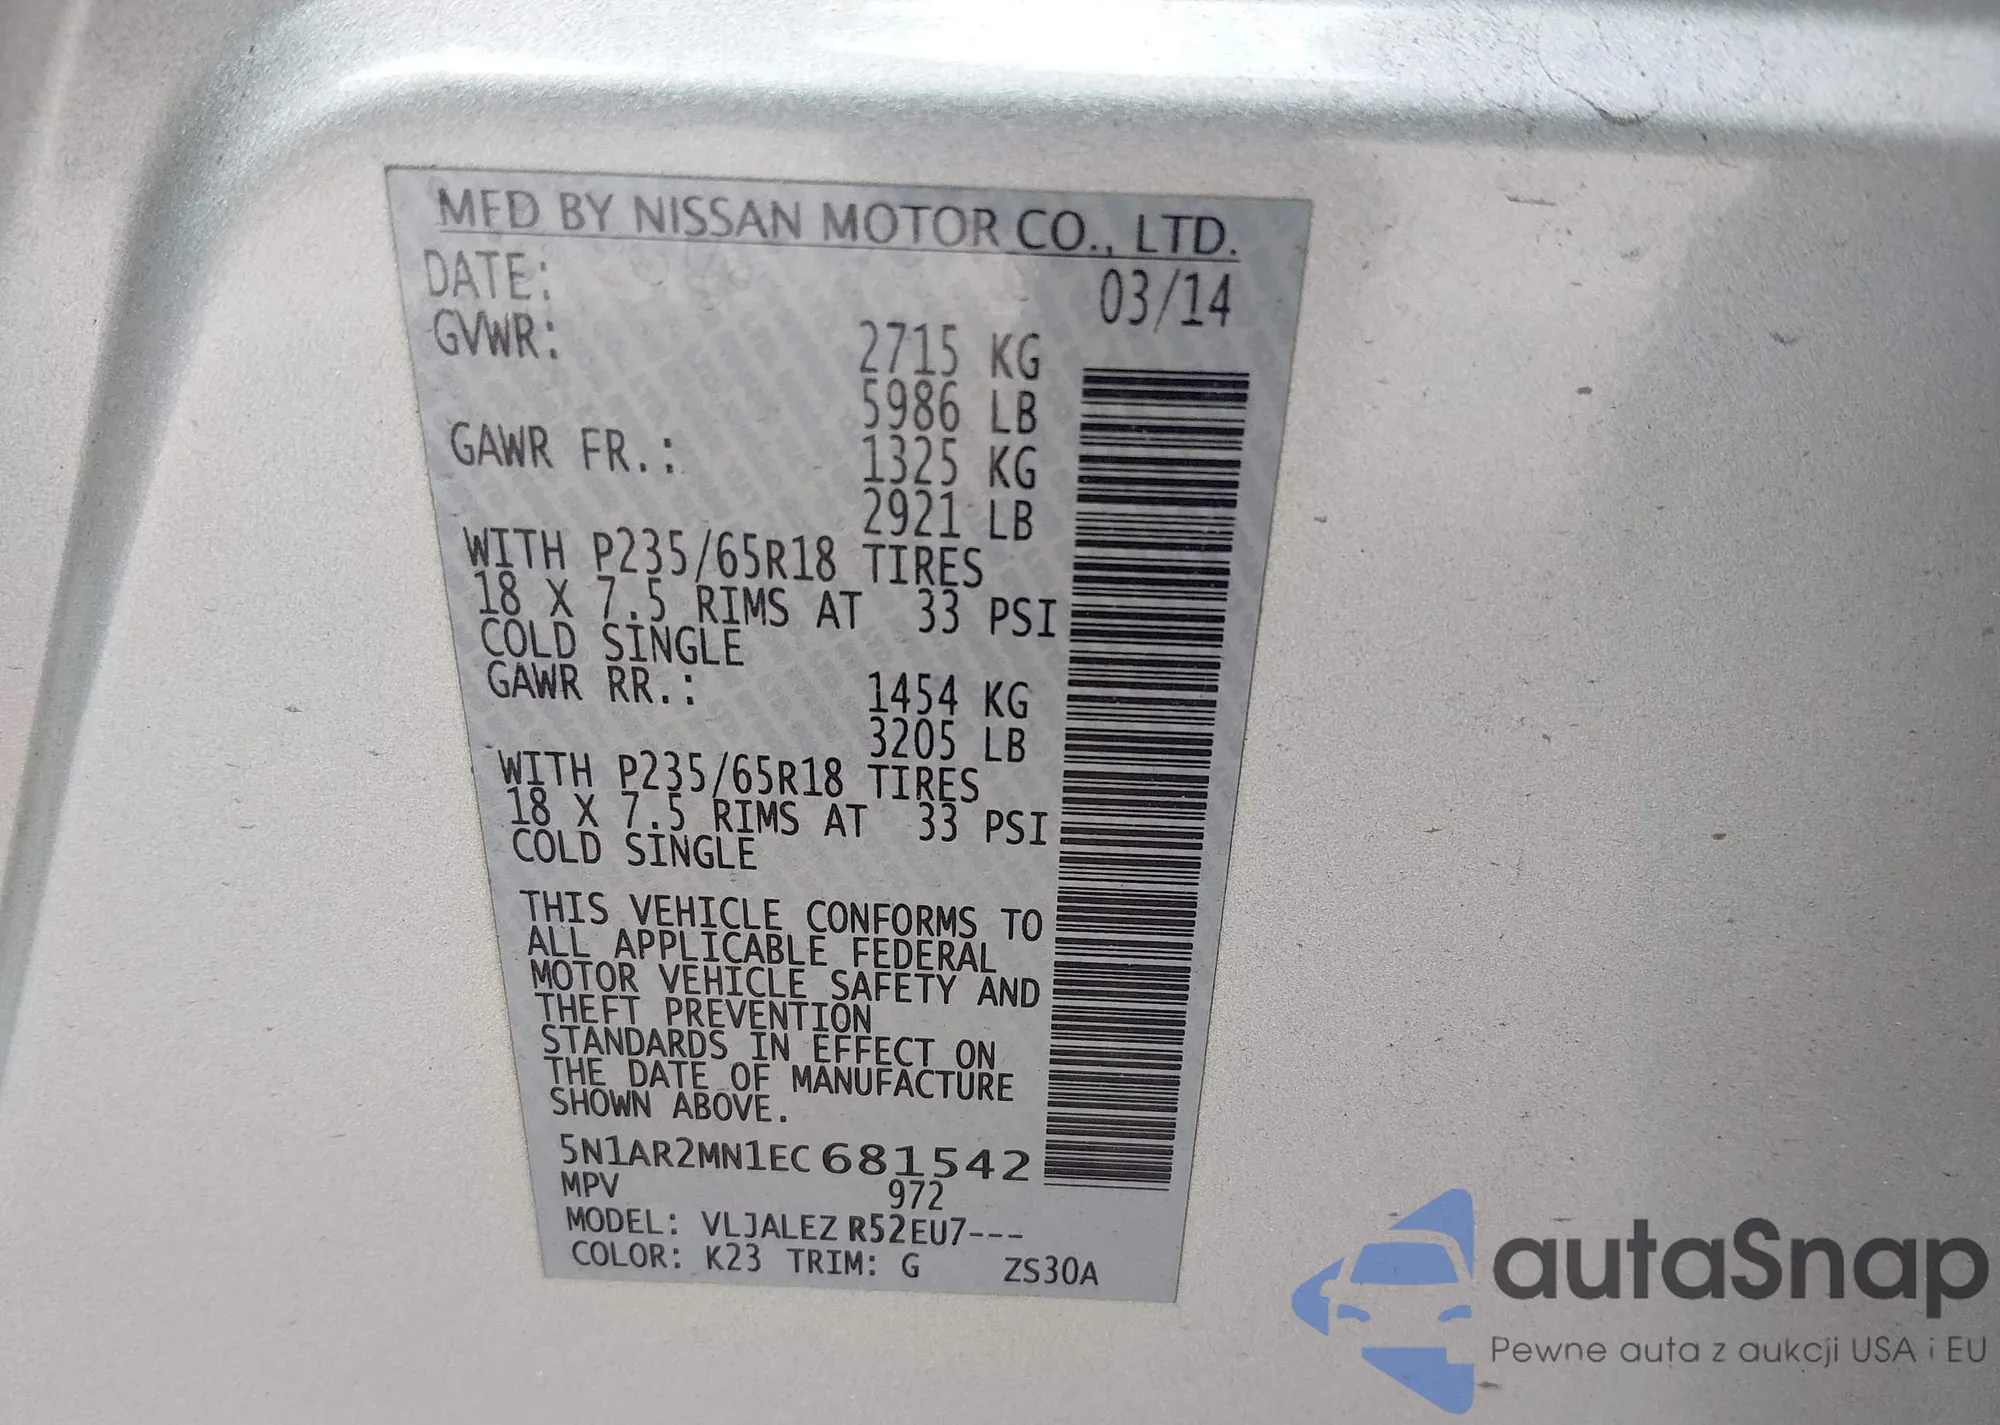 MFD BY NISSAN MOTOR CO., LTD.
DATE: 03/14
GVWR: 2715 KG
5986 LB
GAWR FR.: 1325 KG
2921 LB
WITH P235/65R18 TIRES
18 X 7.5 RIMS AT 33 PSI
COLD SINGLE
GAWR RR.: 1454 KG
3205 LB
WITH P235/65R18 TIRES
18 X 7.5 RIMS AT 33 PSI
COLD SINGLE
THIS VEHICLE CONFORMS TO
ALL APPLICABLE FEDERAL
MOTOR VEHICLE SAFETY AND
THEFT PREVENTION
STANDARDS IN EFFECT ON
THE DATE OF MANUFACTURE
SHOWN ABOVE.
5N1AR2MN1EC681542
MPV 972
MODEL: VLJALEZ R52EU7---
COLOR: K23 TRIM: G ZS30A
autaSnap
Pewne auta z aukcji USA i EU